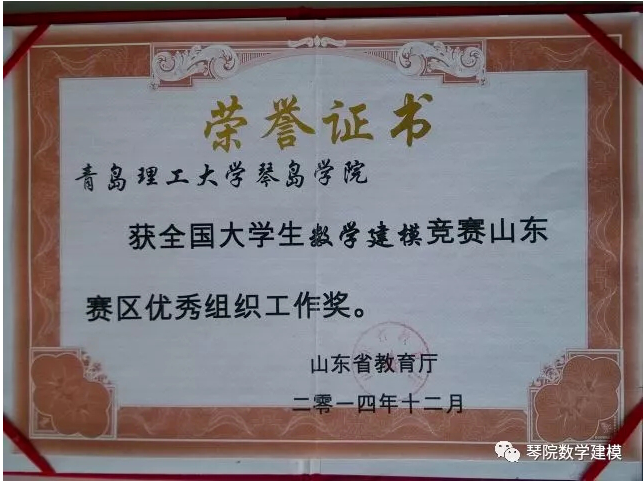 荣誉证书
青岛理工大学琴岛学院
获全国大学生数学建模竞赛山东
赛区优秀组织工作奖。
山东省教育厅
二零一四年十二月
琴院数学建模